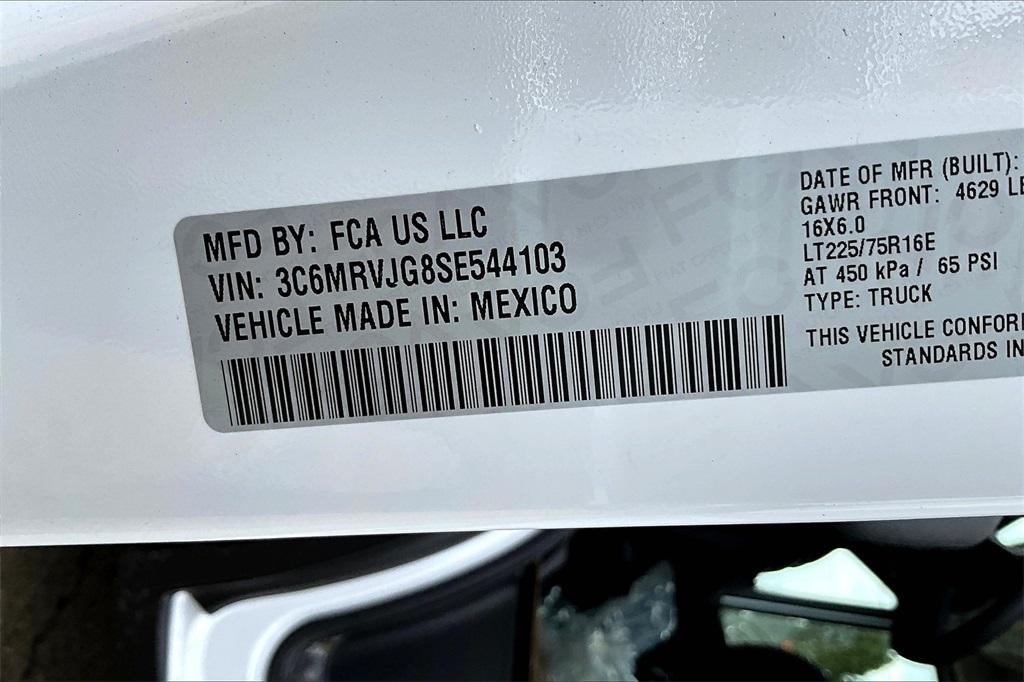 MFD BY: FCA US LLC
VIN: 3C6MRVJG8SE544103
VEHICLE MADE IN: MEXICO
DATE OF MFR (BUILT):
GAWR FRONT: 4629
16X6.0
LT225/75R16E
AT 450 kPa / 65 PSI
TYPE: TRUCK
THIS VEHICLE
STANDARDS IN